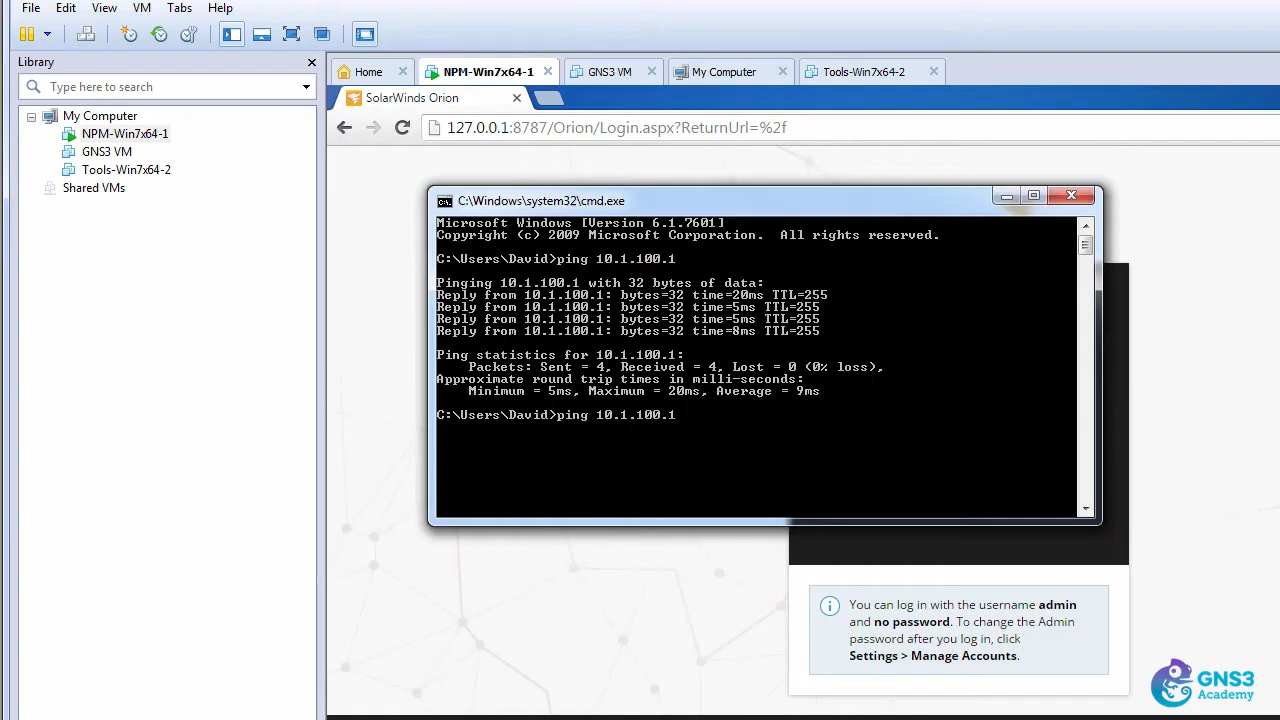 File Edit View VM Tabs Help
Library
Type here to search
My Computer
NPM-Win7x64-1
GNS3 VM
Tools-Win7x64-2
Shared VMs
Home NPM-Win7x64-1 GNS3 VM My Computer Tools-Win7x64-2
SolarWinds Orion
127.0.0.1:8787/Orion/Login.aspx?ReturnUrl=%2f
C:\Windows\system32\cmd.exe
Microsoft Windows [Version 6.1.7601]
Copyright (c) 2009 Microsoft Corporation.  All rights reserved.
C:\Users\David>ping 10.1.100.1
Pinging 10.1.100.1 with 32 bytes of data:
Reply from 10.1.100.1: bytes=32 time=20ms TTL=255
Reply from 10.1.100.1: bytes=32 time=5ms TTL=255
Reply from 10.1.100.1: bytes=32 time=5ms TTL=255
Reply from 10.1.100.1: bytes=32 time=8ms TTL=255
Ping statistics for 10.1.100.1:
Packets: Sent = 4, Received = 4, Lost = 0 (0% loss),
Approximate round trip times in milli-seconds:
Minimum = 5ms, Maximum = 20ms, Average = 9ms
C:\Users\David>ping 10.1.100.1
You can log in with the username admin
and no password. To change the Admin
password after you log in, click
Settings > Manage Accounts.
GNS3
Academy